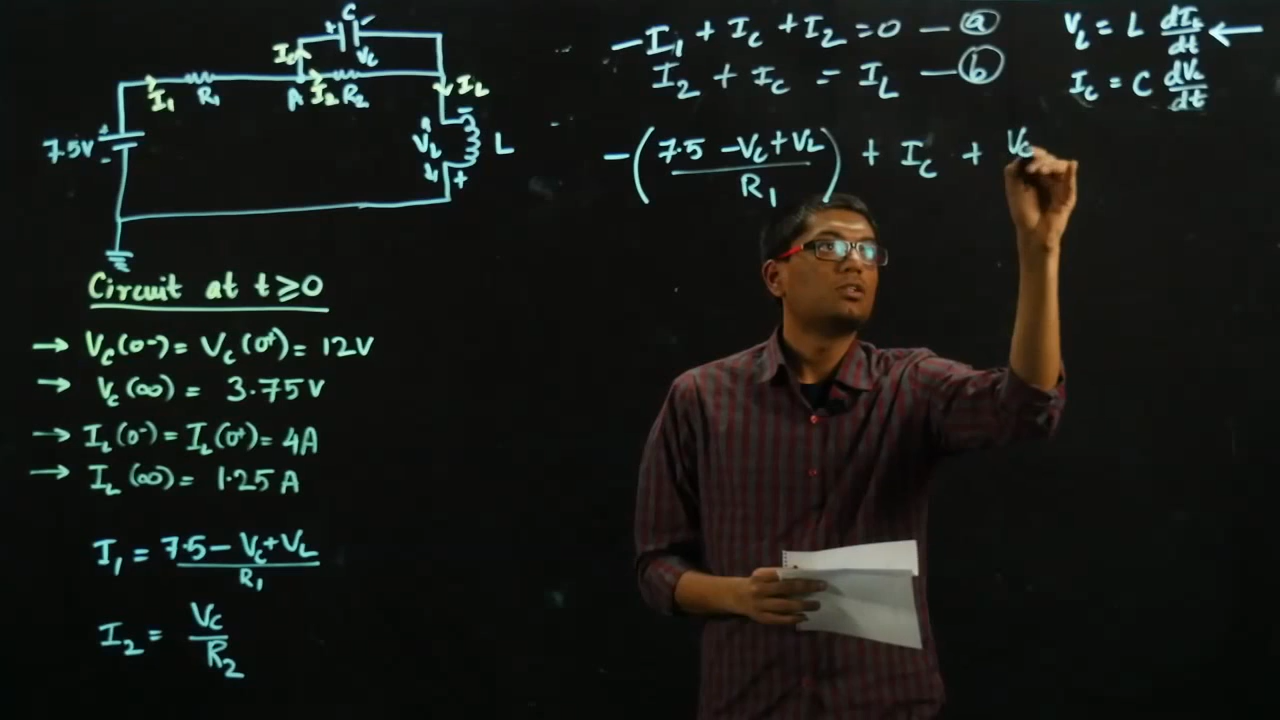 C
+ −
I_C
V_C
I_1
R_1
A
I_2
R_2
I_L
7.5V
+
-
V_L
−
+
L
Circuit at t ≥ 0
→ V_C(0-) = V_C(0+) = 12V
→ V_C(∞) = 3.75V
→ I_L(0-) = I_L(0+) = 4A
→ I_L(∞) = 1.25A
I_1 = (7.5 - V_C + V_L) / R_1
I_2 = V_C / R_2
-I_1 + I_C + I_2 = 0 — ⓐ
I_2 + I_C = I_L — ⓑ
V_L = L dI_L/dt ←
I_C = C dV_C/dt
-((7.5 - V_C + V_L) / R_1) + I_C + V_C